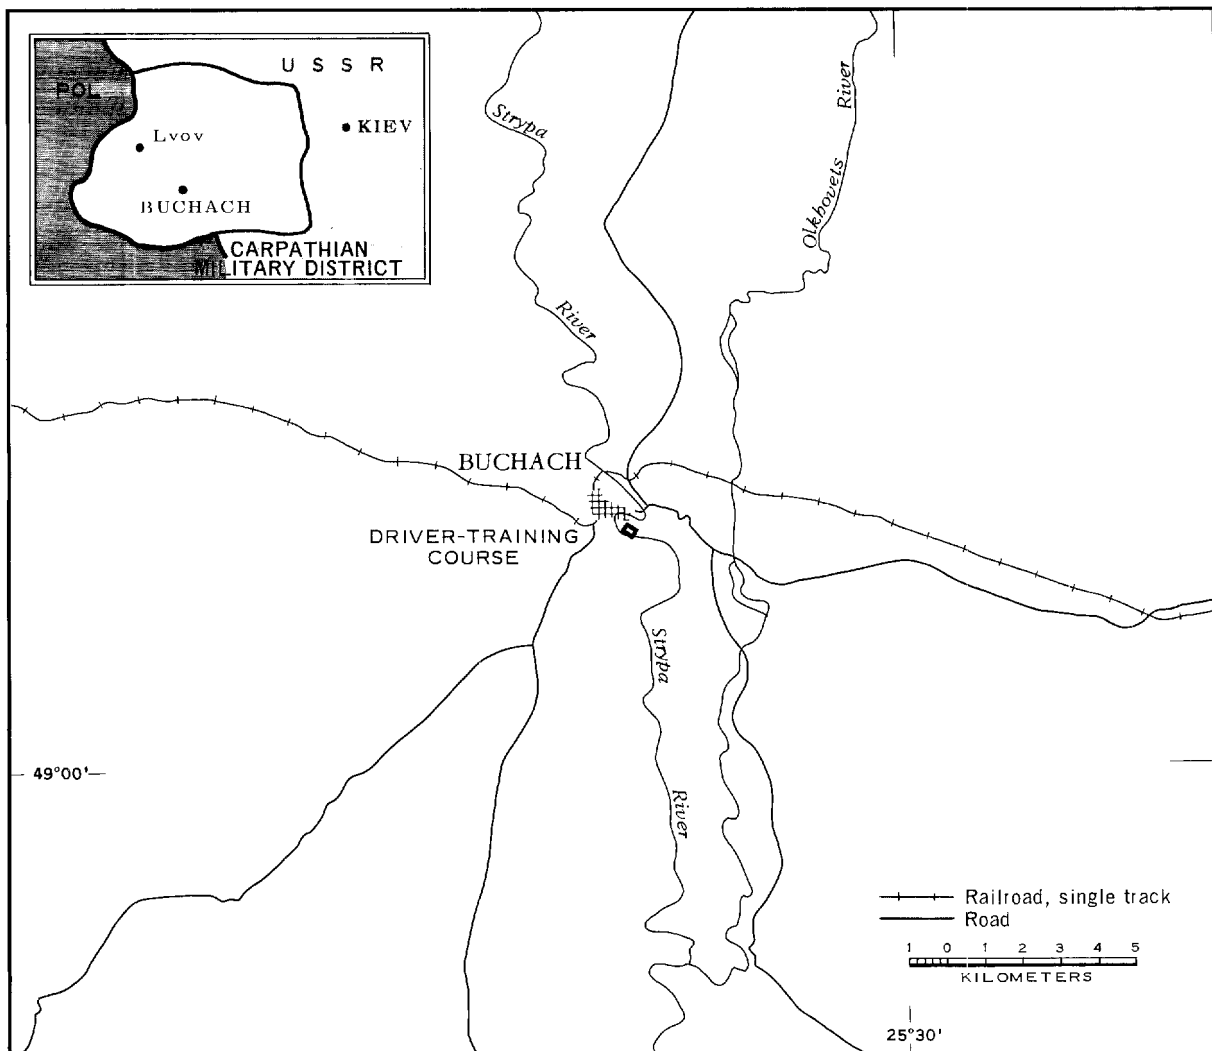 U S S R
POL
KIEV
Lvov
BUCHACH
CARPATHIAN
MILITARY DISTRICT
Strypa
River
Olkhovets
River
BUCHACH
DRIVER-TRAINING
COURSE
Strypa
River
49°00'
Railroad, single track
Road
1 0 1 2 3 4 5
KILOMETERS
25°30'